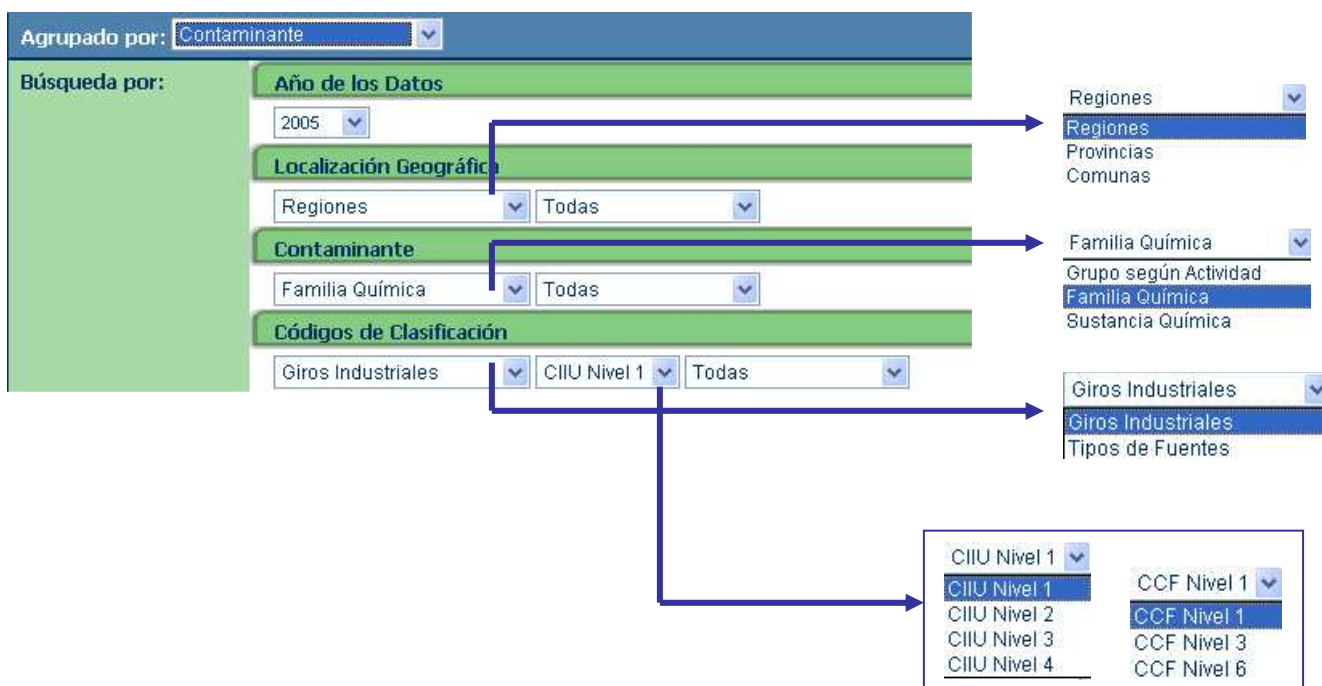 Agrupado por: Contaminante
Búsqueda por:
Año de los Datos
2005
Localización Geográfica
Regiones Todas
Contaminante
Familia Química Todas
Códigos de Clasificación
Giros Industriales CIIU Nivel 1 Todas
Regiones
Regiones
Provincias
Comunas
Familia Química
Grupo según Actividad
Familia Química
Sustancia Química
Giros Industriales
Giros Industriales
Tipos de Fuentes
CIIU Nivel 1
CIIU Nivel 1
CIIU Nivel 2
CIIU Nivel 3
CIIU Nivel 4
CCF Nivel 1
CCF Nivel 1
CCF Nivel 3
CCF Nivel 6